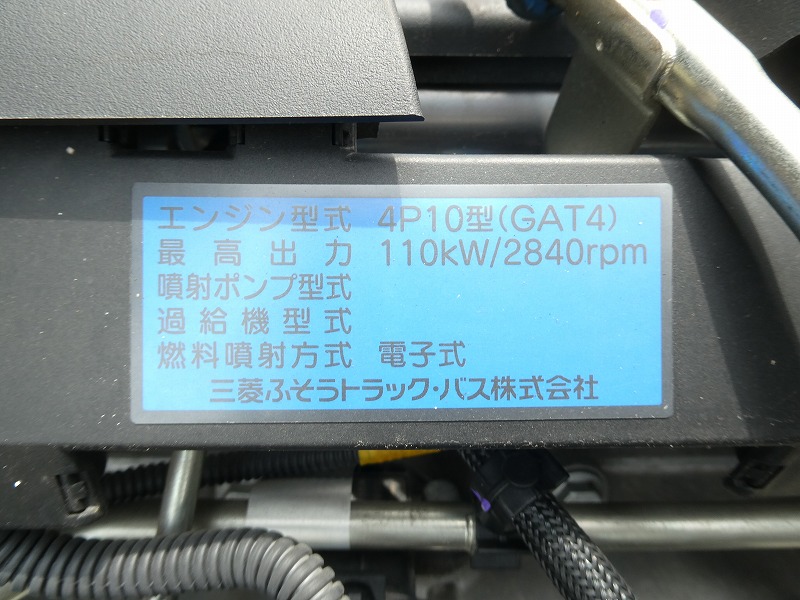 エンジン型式 4P10型(GAT4)
最高出力 110kW/2840rpm
噴射ポンプ型式
過給機型式
燃料噴射方式 電子式
三菱ふそうトラック・バス株式会社